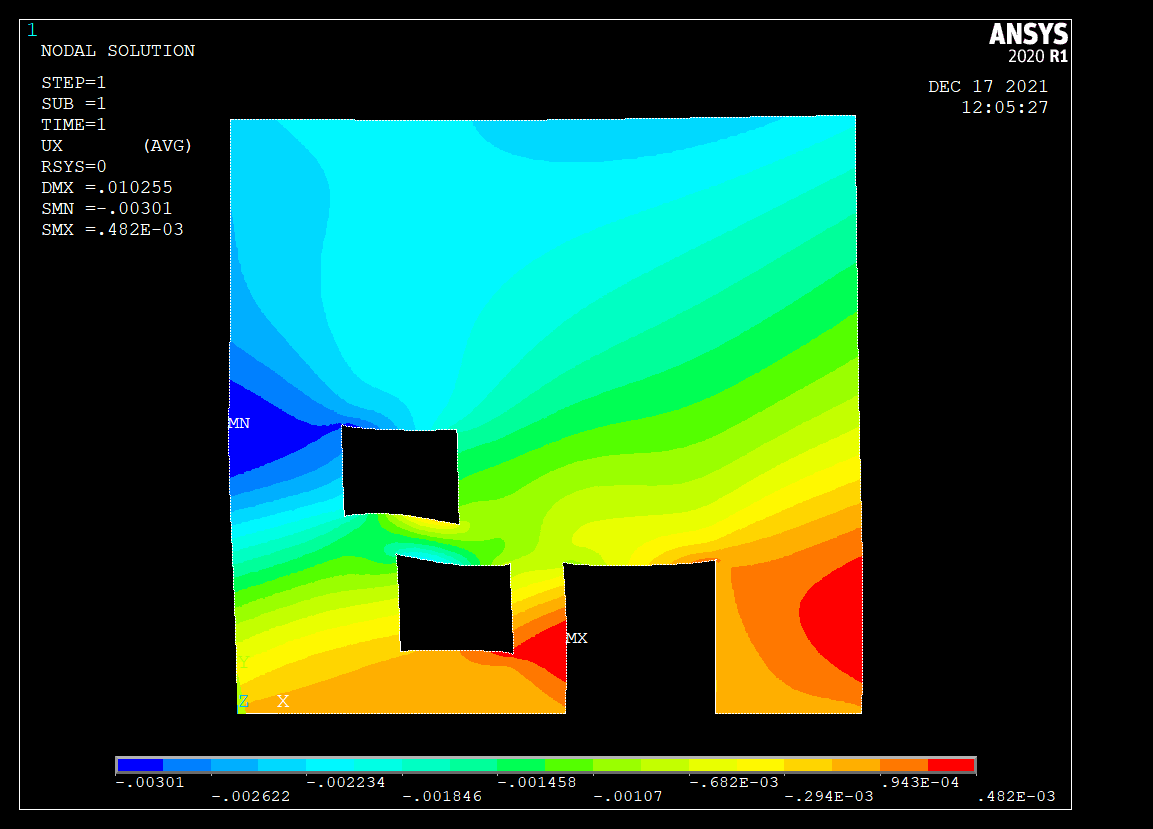 1
ANSYS
2020 R1
NODAL SOLUTION
STEP=1
SUB =1
TIME=1
UX (AVG)
RSYS=0
DMX =.010255
SMN =-.00301
SMX =.482E-03
DEC 17 2021
12:05:27
MN
MX
Y
Z X
-.00301 -.002234 -.001458 -.682E-03 .943E-04
-.002622 -.001846 -.00107 -.294E-03 .482E-03